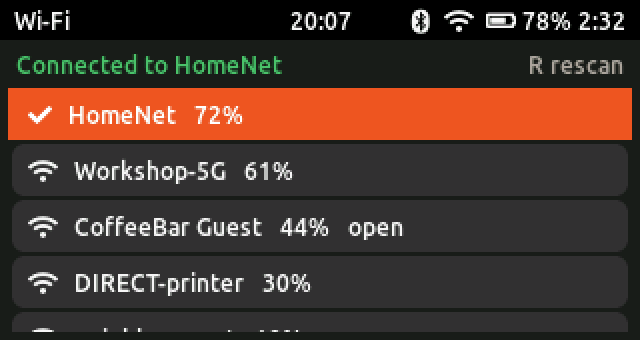 Wi-Fi 20:07 78% 2:32
Connected to HomeNet R rescan
HomeNet 72%
Workshop-5G 61%
CoffeeBar Guest 44% open
DIRECT-printer 30%